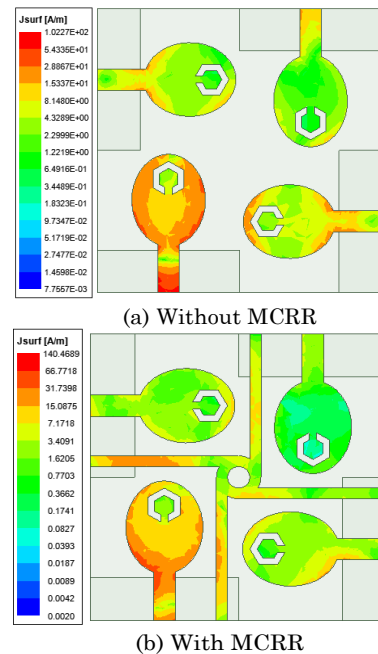 Jsurf [A/m]
1.0227E+02
5.4335E+01
2.8867E+01
1.5337E+01
8.1480E+00
4.3289E+00
2.2999E+00
1.2219E+00
6.4916E-01
3.4489E-01
1.8323E-01
9.7347E-02
5.1719E-02
2.7477E-02
1.4598E-02
7.7557E-03
(a) Without MCRR
Jsurf [A/m]
140.4689
66.7718
31.7398
15.0875
7.1718
3.4091
1.6205
0.7703
0.3662
0.1741
0.0827
0.0393
0.0187
0.0089
0.0042
0.0020
(b) With MCRR